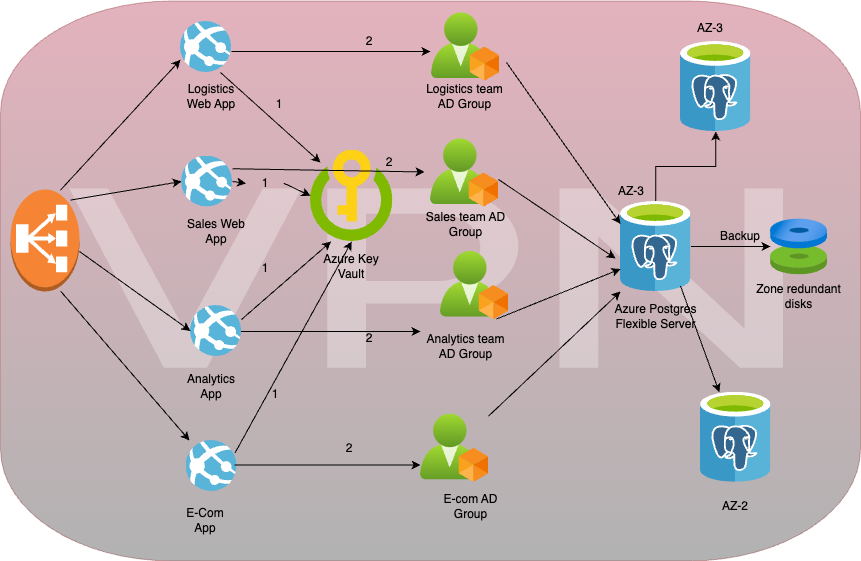 VPN
Logistics
Web App
2
1
Logistics team
AD Group
AZ-3
Sales Web
App
1
2
Sales team AD
Group
AZ-3
Azure Key
Vault
Backup
Zone redundant
disks
Azure Postgres
Flexible Server
Analytics
App
1
2
Analytics team
AD Group
E-Com
App
1
2
E-com AD
Group
AZ-2